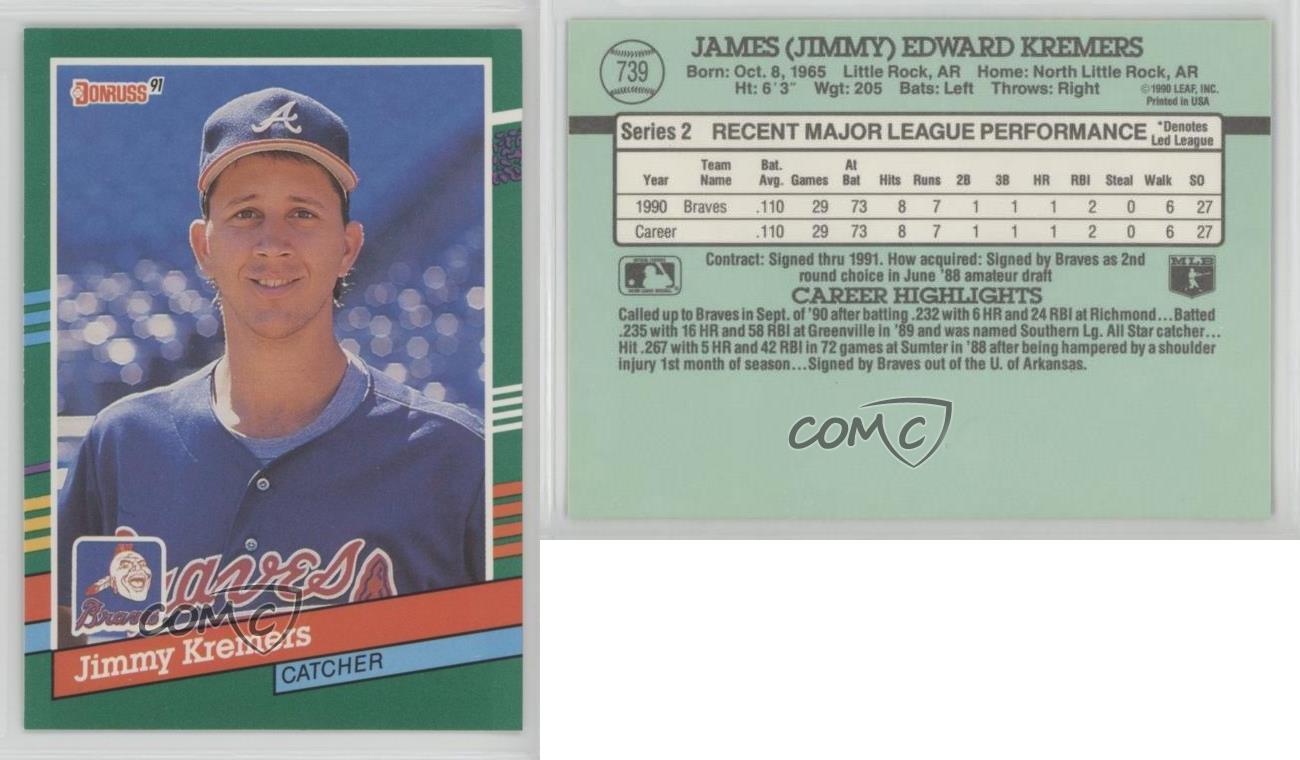 DONRUSS '91
A
Braves
Braves
COMC
Jimmy Kremers
CATCHER
739
JAMES (JIMMY) EDWARD KREMERS
Born: Oct. 8, 1965 Little Rock, AR Home: North Little Rock, AR
Ht: 6'3" Wgt: 205 Bats: Left Throws: Right
©1990 LEAF, INC.
Printed in USA
Series 2 RECENT MAJOR LEAGUE PERFORMANCE
*Denotes
Led League
Year Team Name Bat. Avg. Games At Bat Hits Runs 2B 3B HR RBI Steal Walk SO
1990 Braves .110 29 73 8 7 1 1 1 2 0 6 27
Career .110 29 73 8 7 1 1 1 2 0 6 27
Contract: Signed thru 1991. How acquired: Signed by Braves as 2nd
round choice in June '88 amateur draft
MLB
CAREER HIGHLIGHTS
Called up to Braves in Sept. of '90 after batting .232 with 6 HR and 24 RBI at Richmond...Batted
.235 with 16 HR and 58 RBI at Greenville in '89 and was named Southern Lg. All Star catcher...
Hit .267 with 5 HR and 42 RBI in 72 games at Sumter in '88 after being hampered by a shoulder
injury 1st month of season...Signed by Braves out of the U. of Arkansas.
COMC